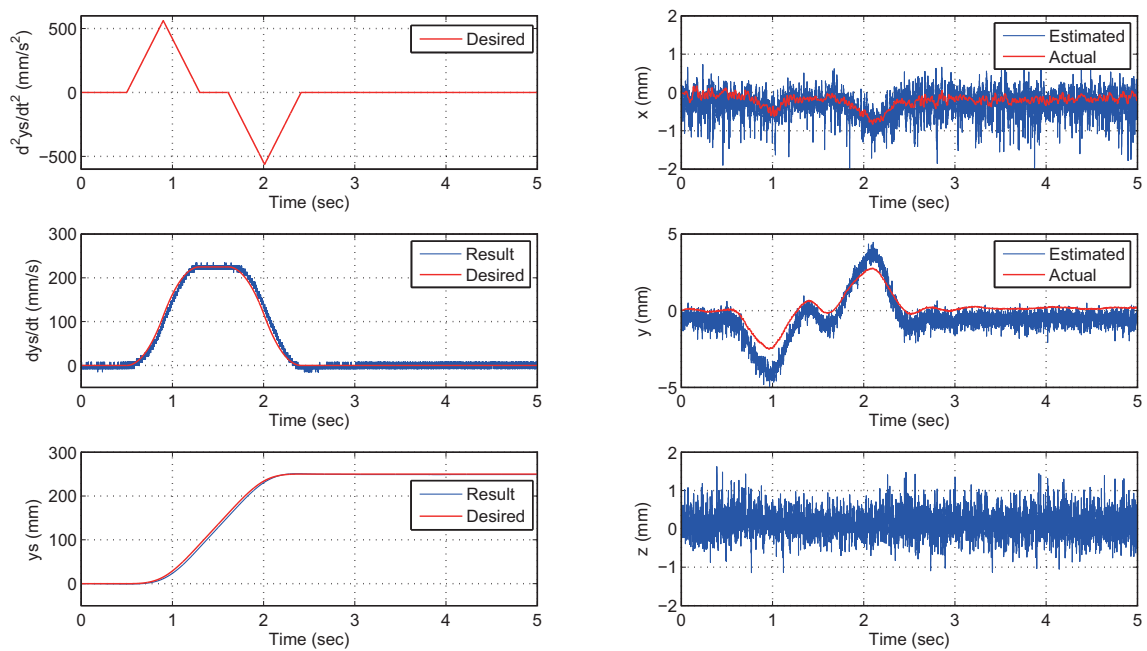 d²ys/dt² (mm/s²)
500
0
−500
Desired
0 1 2 3 4 5
Time (sec)
x (mm)
2
1
0
−1
−2
Estimated
Actual
0 1 2 3 4 5
Time (sec)
dys/dt (mm/s)
300
200
100
0
Result
Desired
0 1 2 3 4 5
Time (sec)
y (mm)
5
0
−5
Estimated
Actual
0 1 2 3 4 5
Time (sec)
ys (mm)
300
200
100
0
Result
Desired
0 1 2 3 4 5
Time (sec)
z (mm)
2
1
0
−1
−2
0 1 2 3 4 5
Time (sec)